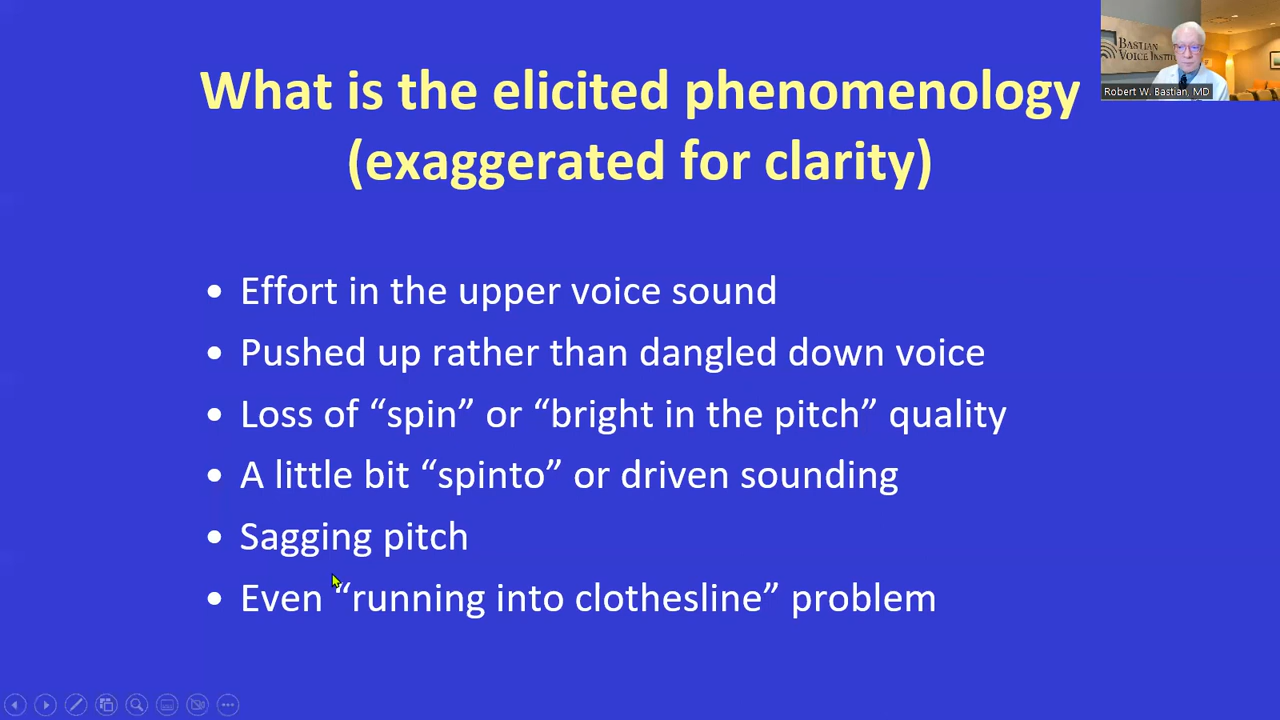 What is the elicited phenomenology
(exaggerated for clarity)
• Effort in the upper voice sound
• Pushed up rather than dangled down voice
• Loss of “spin” or “bright in the pitch” quality
• A little bit “spinto” or driven sounding
• Sagging pitch
• Even “running into clothesline” problem
BASTIAN
VOICE INSTI
Robert W. Bastian, MD